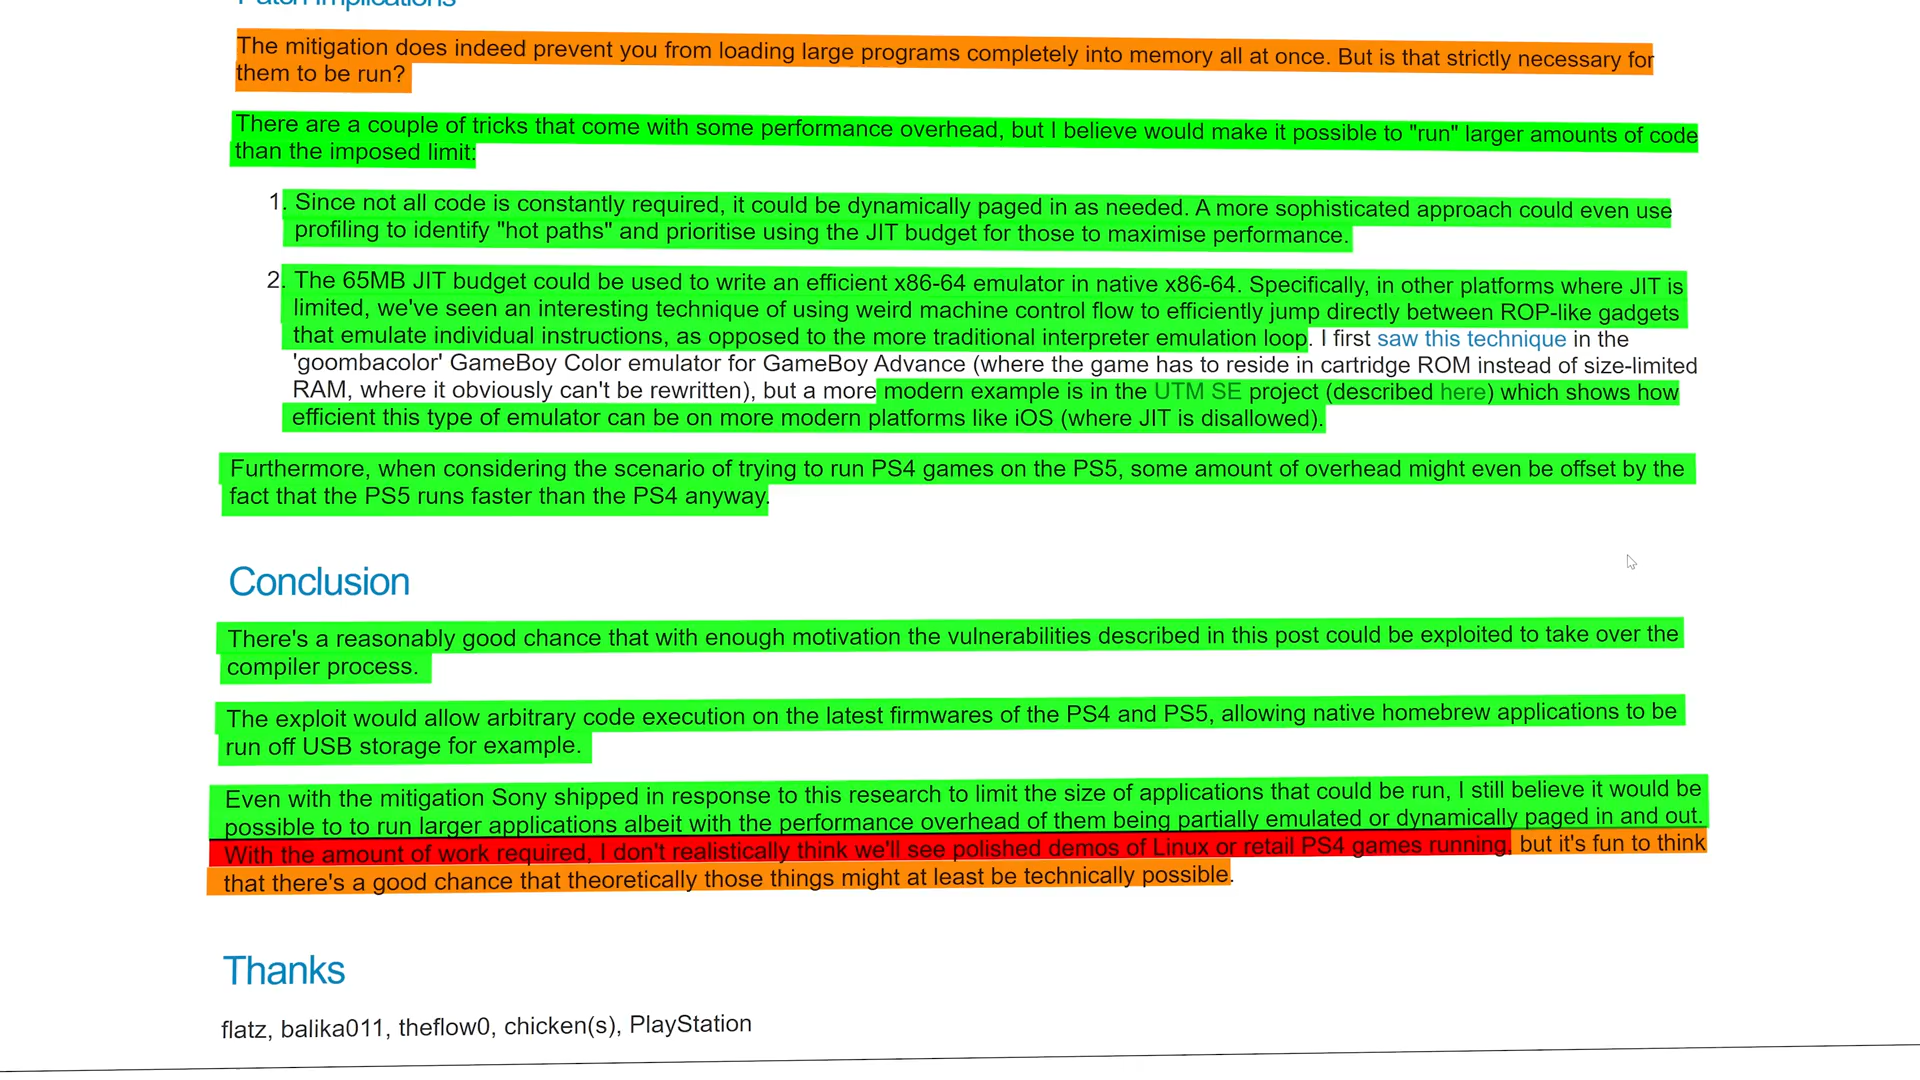 Patch Implications
The mitigation does indeed prevent you from loading large programs completely into memory all at once. But is that strictly necessary for
them to be run?
There are a couple of tricks that come with some performance overhead, but I believe would make it possible to "run" larger amounts of code
than the imposed limit:
1. Since not all code is constantly required, it could be dynamically paged in as needed. A more sophisticated approach could even use
profiling to identify "hot paths" and prioritise using the JIT budget for those to maximise performance.
2. The 65MB JIT budget could be used to write an efficient x86-64 emulator in native x86-64. Specifically, in other platforms where JIT is
limited, we've seen an interesting technique of using weird machine control flow to efficiently jump directly between ROP-like gadgets
that emulate individual instructions, as opposed to the more traditional interpreter emulation loop. I first saw this technique in the
'goombacolor' GameBoy Color emulator for GameBoy Advance (where the game has to reside in cartridge ROM instead of size-limited
RAM, where it obviously can't be rewritten), but a more modern example is in the UTM SE project (described here) which shows how
efficient this type of emulator can be on more modern platforms like iOS (where JIT is disallowed).
Furthermore, when considering the scenario of trying to run PS4 games on the PS5, some amount of overhead might even be offset by the
fact that the PS5 runs faster than the PS4 anyway.
Conclusion
There's a reasonably good chance that with enough motivation the vulnerabilities described in this post could be exploited to take over the
compiler process.
The exploit would allow arbitrary code execution on the latest firmwares of the PS4 and PS5, allowing native homebrew applications to be
run off USB storage for example.
Even with the mitigation Sony shipped in response to this research to limit the size of applications that could be run, I still believe it would be
possible to to run larger applications albeit with the performance overhead of them being partially emulated or dynamically paged in and out.
With the amount of work required, I don't realistically think we'll see polished demos of Linux or retail PS4 games running, but it's fun to think
that there's a good chance that theoretically those things might at least be technically possible.
Thanks
flatz, balika011, theflow0, chicken(s), PlayStation